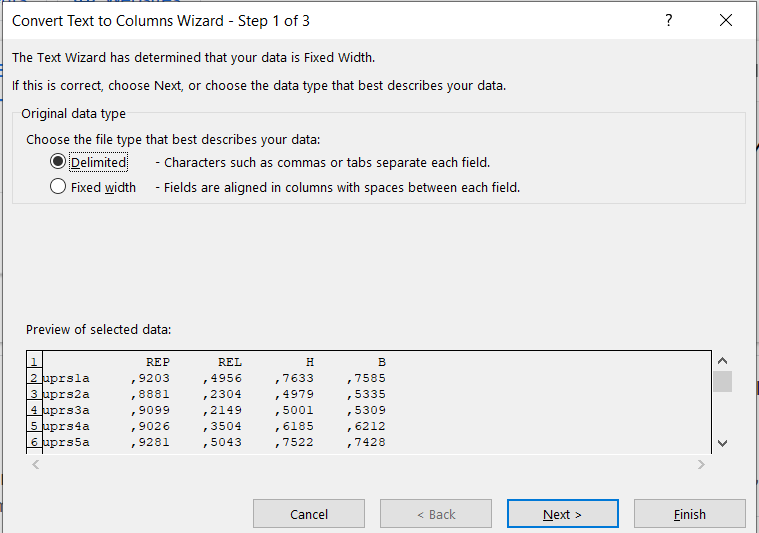 Convert Text to Columns Wizard - Step 1 of 3 ?
The Text Wizard has determined that your data is Fixed Width.
If this is correct, choose Next, or choose the data type that best describes your data.
Original data type
Choose the file type that best describes your data:
Delimited - Characters such as commas or tabs separate each field.
Fixed width - Fields are aligned in columns with spaces between each field.
Preview of selected data:
1 REP REL H B
2 uprs1a ,9203 ,4956 ,7633 ,7585
3 uprs2a ,8881 ,2304 ,4979 ,5335
4 uprs3a ,9099 ,2149 ,5001 ,5309
5 uprs4a ,9026 ,3504 ,6185 ,6212
6 uprs5a ,9281 ,5043 ,7522 ,7428
Cancel < Back Next > Finish